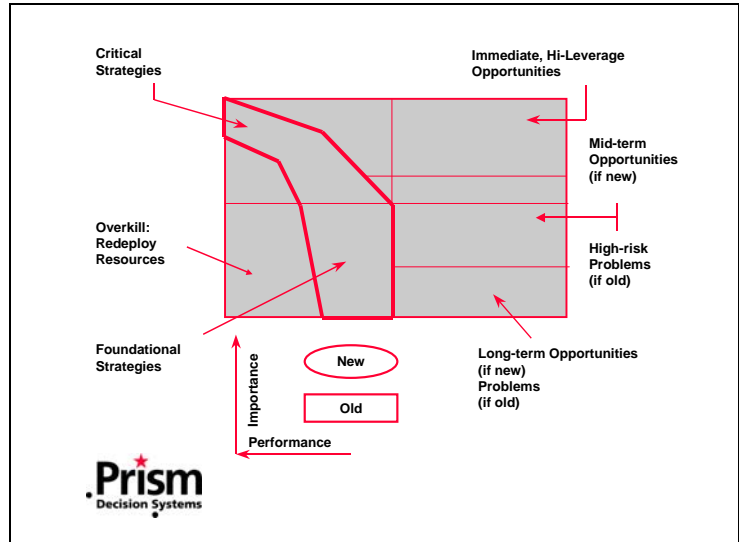 Critical
Strategies
Immediate, Hi-Leverage
Opportunities
Mid-term
Opportunities
(if new)
Overkill:
Redeploy
Resources
High-risk
Problems
(if old)
Foundational
Strategies
Long-term Opportunities
(if new)
Problems
(if old)
New
Old
Importance
Performance
Prism
Decision Systems